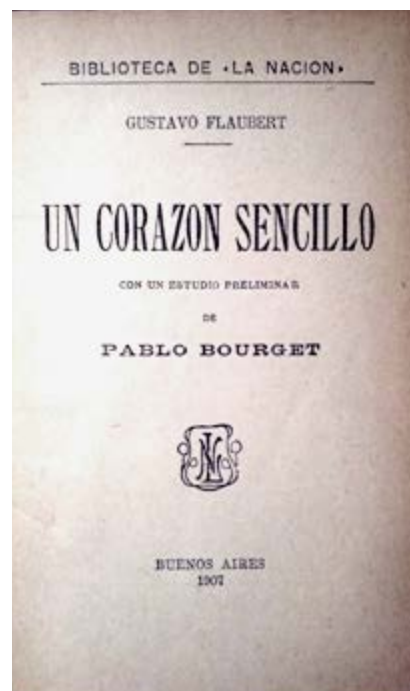 BIBLIOTECA DE «LA NACION»
GUSTAVO FLAUBERT
UN CORAZON SENCILLO
CON UN ESTUDIO PRELIMINAR
DE
PABLO BOURGET
LN
BUENOS AIRES
1907